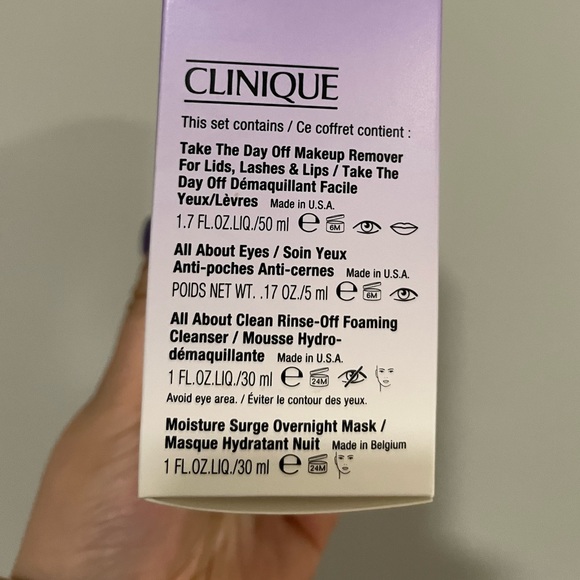 CLINIQUE
This set contains / Ce coffret contient :
Take The Day Off Makeup Remover
For Lids, Lashes & Lips / Take The
Day Off Démaquillant Facile
Yeux/Lèvres Made in U.S.A.
1.7 FL.OZ.LIQ./50 ml ℮ 6M
All About Eyes / Soin Yeux
Anti-poches Anti-cernes Made in U.S.A.
POIDS NET WT. .17 OZ./5 ml ℮ 6M
All About Clean Rinse-Off Foaming
Cleanser / Mousse Hydro-
démaquillante Made in U.S.A.
1 FL.OZ.LIQ./30 ml ℮ 24M
Avoid eye area. / Éviter le contour des yeux.
Moisture Surge Overnight Mask /
Masque Hydratant Nuit Made in Belgium
1 FL.OZ.LIQ./30 ml ℮ 24M